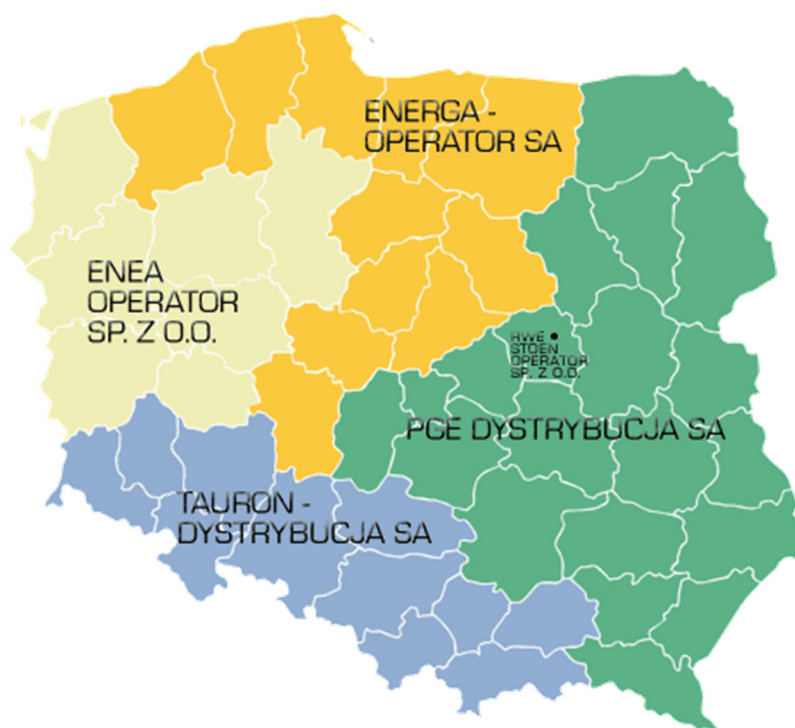 ENERGA -
OPERATOR SA
ENEA
OPERATOR
SP. Z O.O.
RWE
STOEN
OPERATOR
SP. Z O.O.
PGE DYSTRYBUCJA SA
TAURON -
DYSTRYBUCJA SA